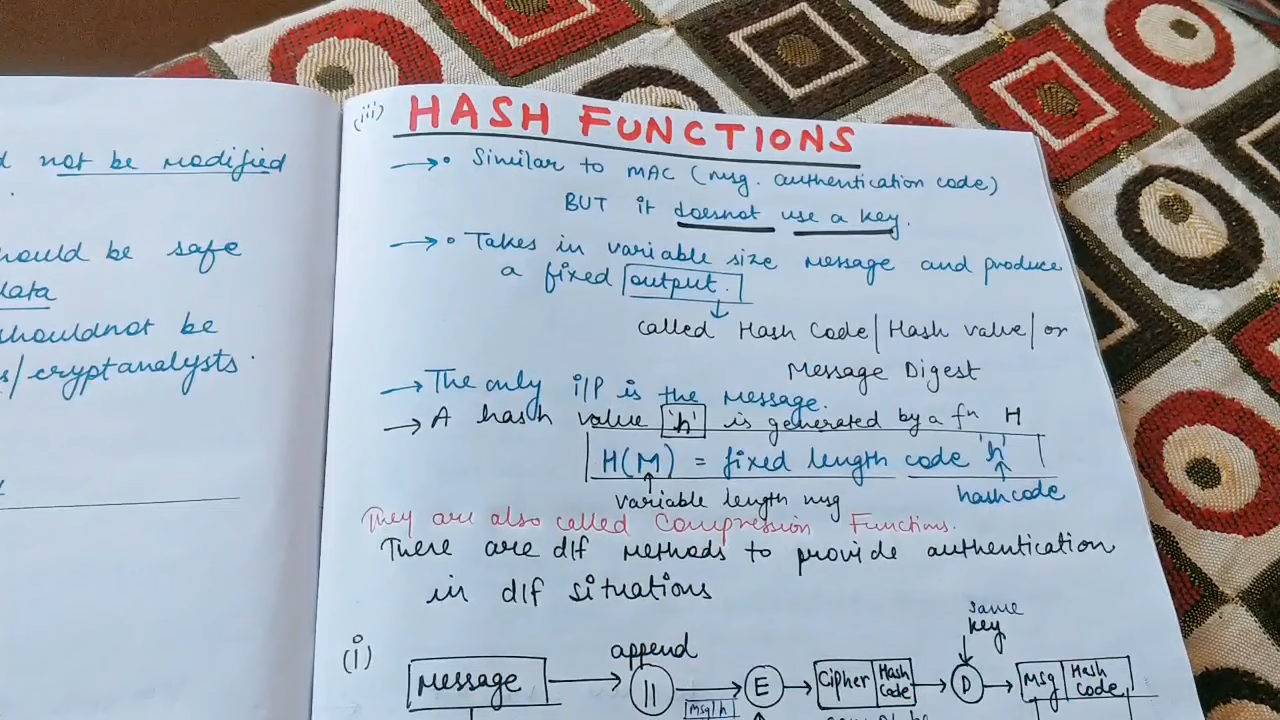 not be modified
should be safe
data
shouldnot be
/cryptanalysts.
(iii) HASH FUNCTIONS
→ • Similar to MAC (msg. authentication code)
BUT it doesnot use a key.
→ • Takes in variable size message and produce
a fixed output.
called Hash Code/Hash value/or
Message Digest
→ The only i/P is the message.
→ A hash value 'h' is generated by a fn H
H(M) = fixed length code 'h'
variable length msg
hashcode
They are also called Compression Functions.
There are dif methods to provide authentication
in dif situations
same
key
(i)
append
Message → || → E → Cipher | Hash Code → D → Msg | Hash Code
Msg|h